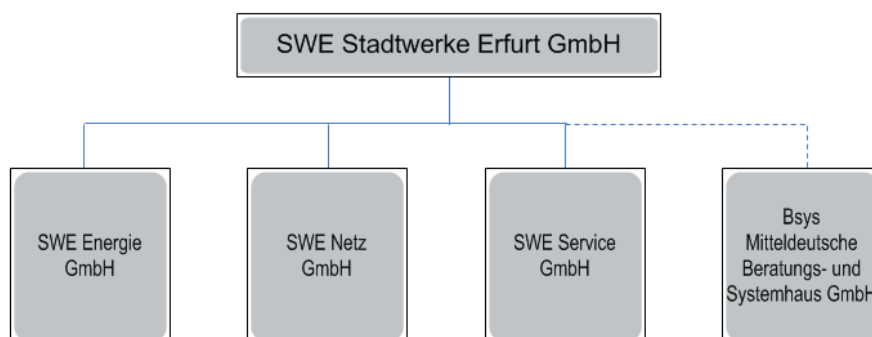 SWE Stadtwerke Erfurt GmbH
SWE Energie
GmbH
SWE Netz
GmbH
SWE Service
GmbH
Bsys
Mitteldeutsche
Beratungs- und
Systemhaus GmbH